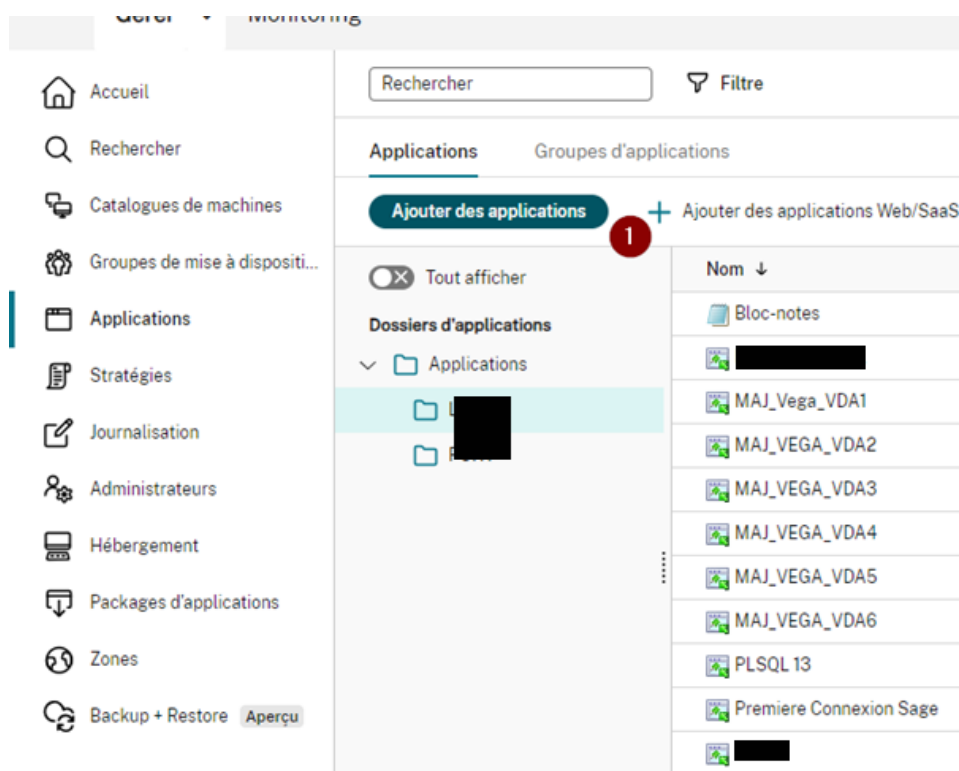 Gérer Monitoring
Accueil
Rechercher
Catalogues de machines
Groupes de mise à dispositi...
Applications
Stratégies
Journalisation
Administrateurs
Hébergement
Packages d'applications
Zones
Backup + Restore Aperçu
Rechercher Filtre
Applications Groupes d'applications
Ajouter des applications 1 + Ajouter des applications Web/SaaS
Tout afficher
Dossiers d'applications
Applications
Nom ↓
Bloc-notes
MAJ_Vega_VDA1
MAJ_VEGA_VDA2
MAJ_VEGA_VDA3
MAJ_VEGA_VDA4
MAJ_VEGA_VDA5
MAJ_VEGA_VDA6
PLSQL 13
Premiere Connexion Sage